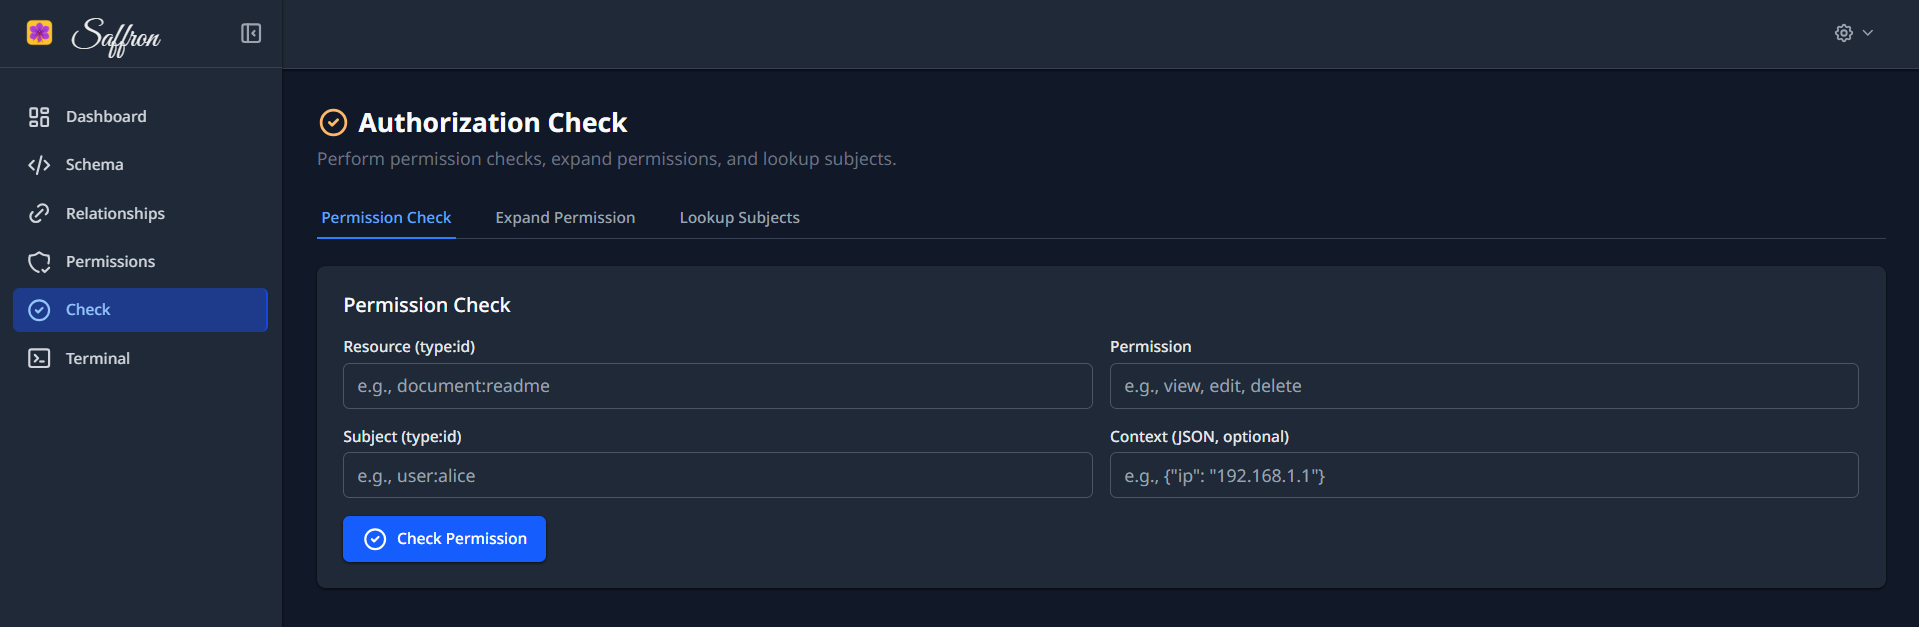 Saffron
Dashboard
Schema
Relationships
Permissions
Check
Terminal
Authorization Check
Perform permission checks, expand permissions, and lookup subjects.
Permission Check
Expand Permission
Lookup Subjects
Permission Check
Resource (type:id)
Permission
e.g., document:readme
e.g., view, edit, delete
Subject (type:id)
Context (JSON, optional)
e.g., user:alice
e.g., {"ip": "192.168.1.1"}
Check Permission